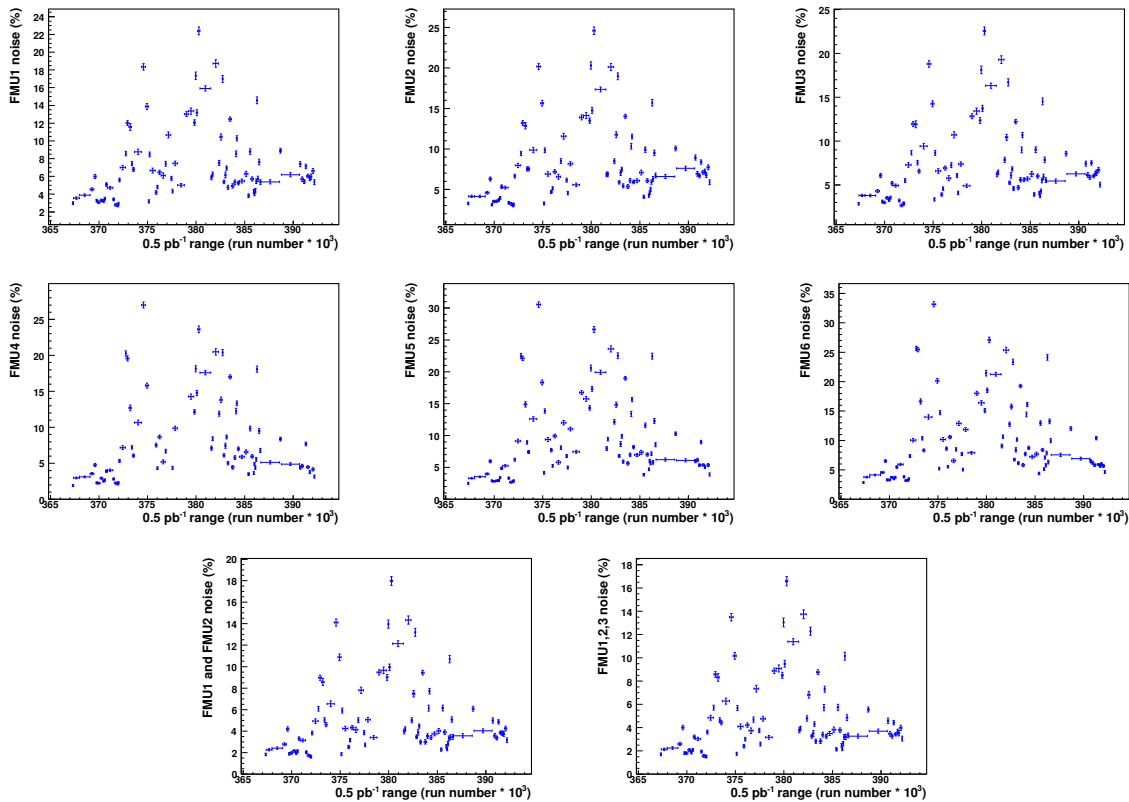 FMU1 noise (%)
24
22
20
18
16
14
12
10
8
6
4
2
365 370 375 380 385 390
0.5 pb⁻¹ range (run number * 10³)
FMU2 noise (%)
25
20
15
10
5
365 370 375 380 385 390
0.5 pb⁻¹ range (run number * 10³)
FMU3 noise (%)
25
20
15
10
5
365 370 375 380 385 390
0.5 pb⁻¹ range (run number * 10³)
FMU4 noise (%)
25
20
15
10
5
0
365 370 375 380 385 390
0.5 pb⁻¹ range (run number * 10³)
FMU5 noise (%)
30
25
20
15
10
5
0
365 370 375 380 385 390
0.5 pb⁻¹ range (run number * 10³)
FMU6 noise (%)
35
30
25
20
15
10
5
0
365 370 375 380 385 390
0.5 pb⁻¹ range (run number * 10³)
FMU1 and FMU2 noise (%)
20
18
16
14
12
10
8
6
4
2
0
365 370 375 380 385 390
0.5 pb⁻¹ range (run number * 10³)
FMU1,2,3 noise (%)
18
16
14
12
10
8
6
4
2
0
365 370 375 380 385 390
0.5 pb⁻¹ range (run number * 10³)